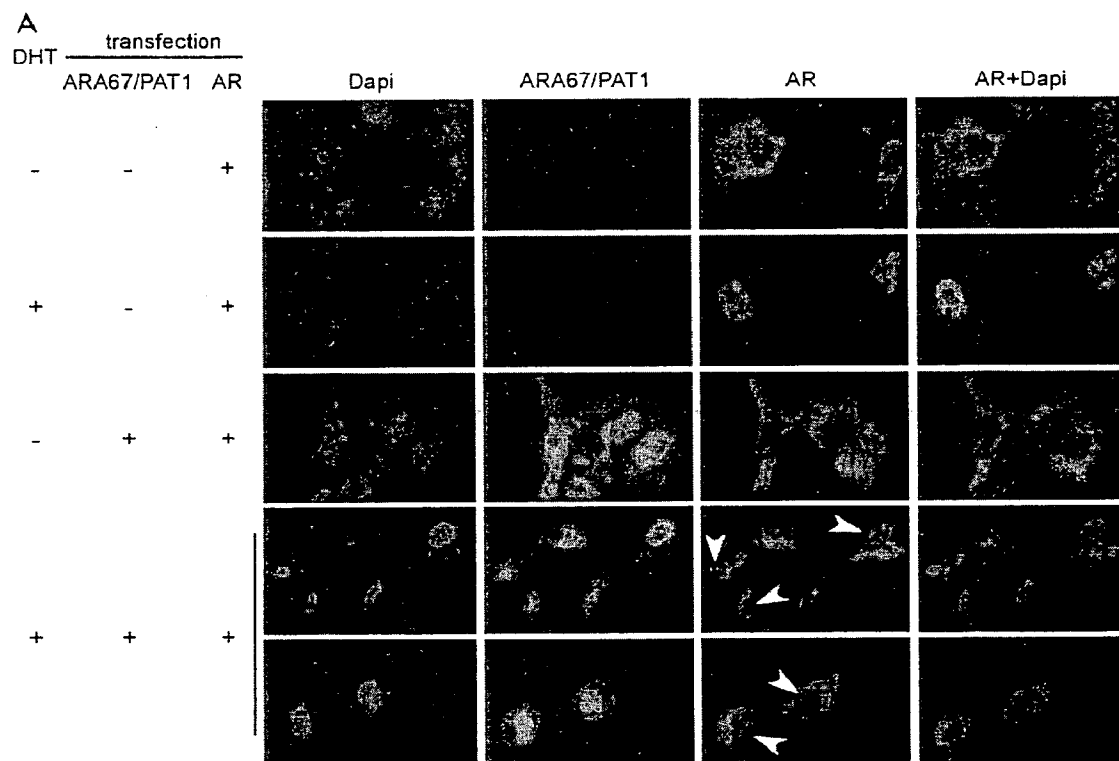 A
transfection
DHT ARA67/PAT1 AR Dapi ARA67/PAT1 AR AR+Dapi
- - +
+ - +
- + +
+ + +